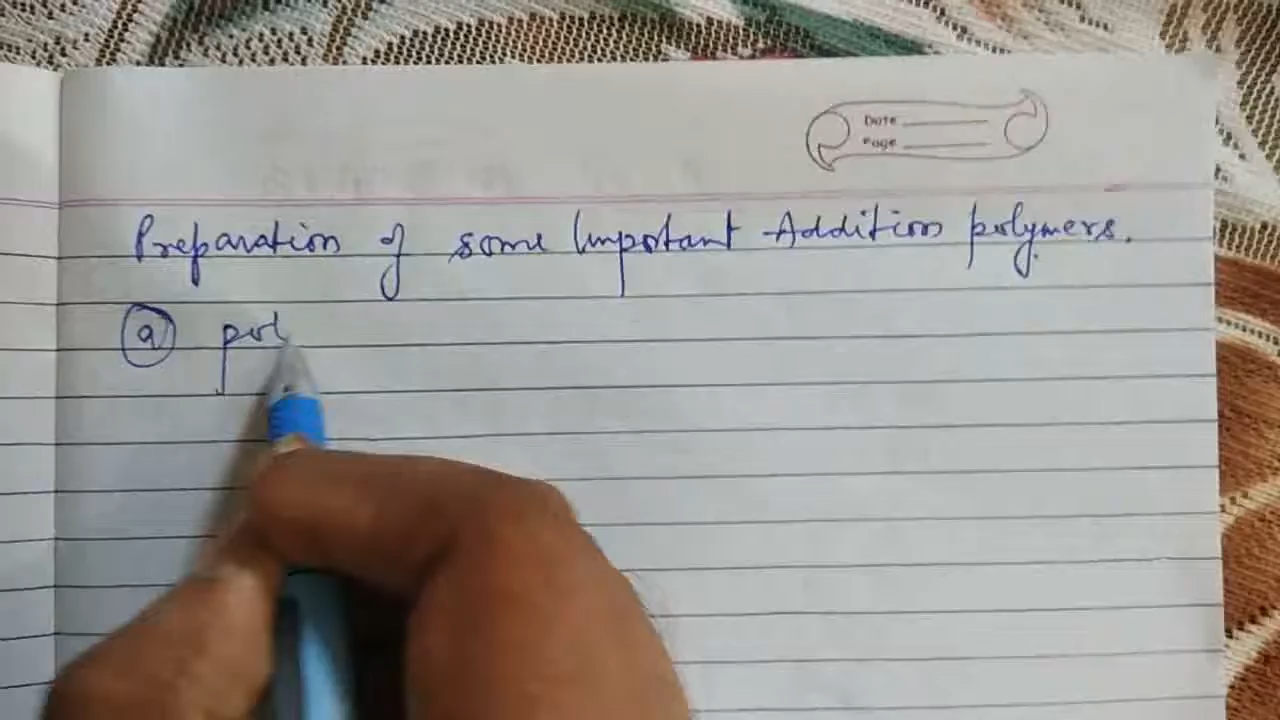 Date
Page
Preparation of some Important Addition polymers.
(a) pol